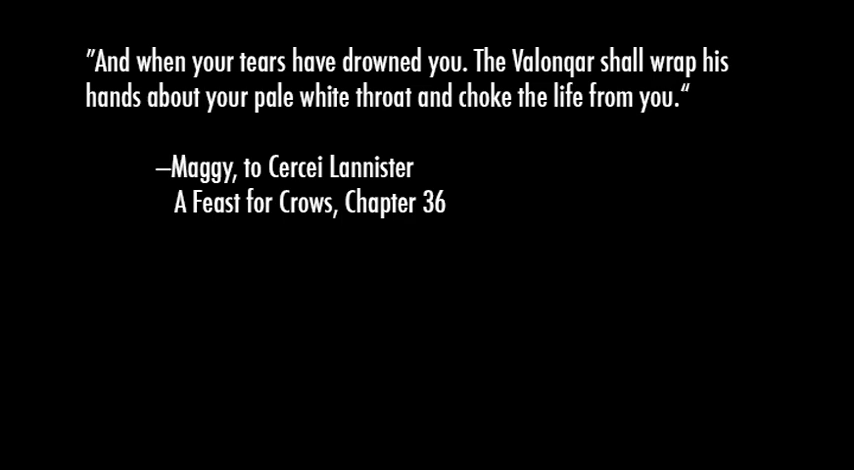 ”And when your tears have drowned you. The Valonqar shall wrap his
hands about your pale white throat and choke the life from you.“
–Maggy, to Cercei Lannister
A Feast for Crows, Chapter 36